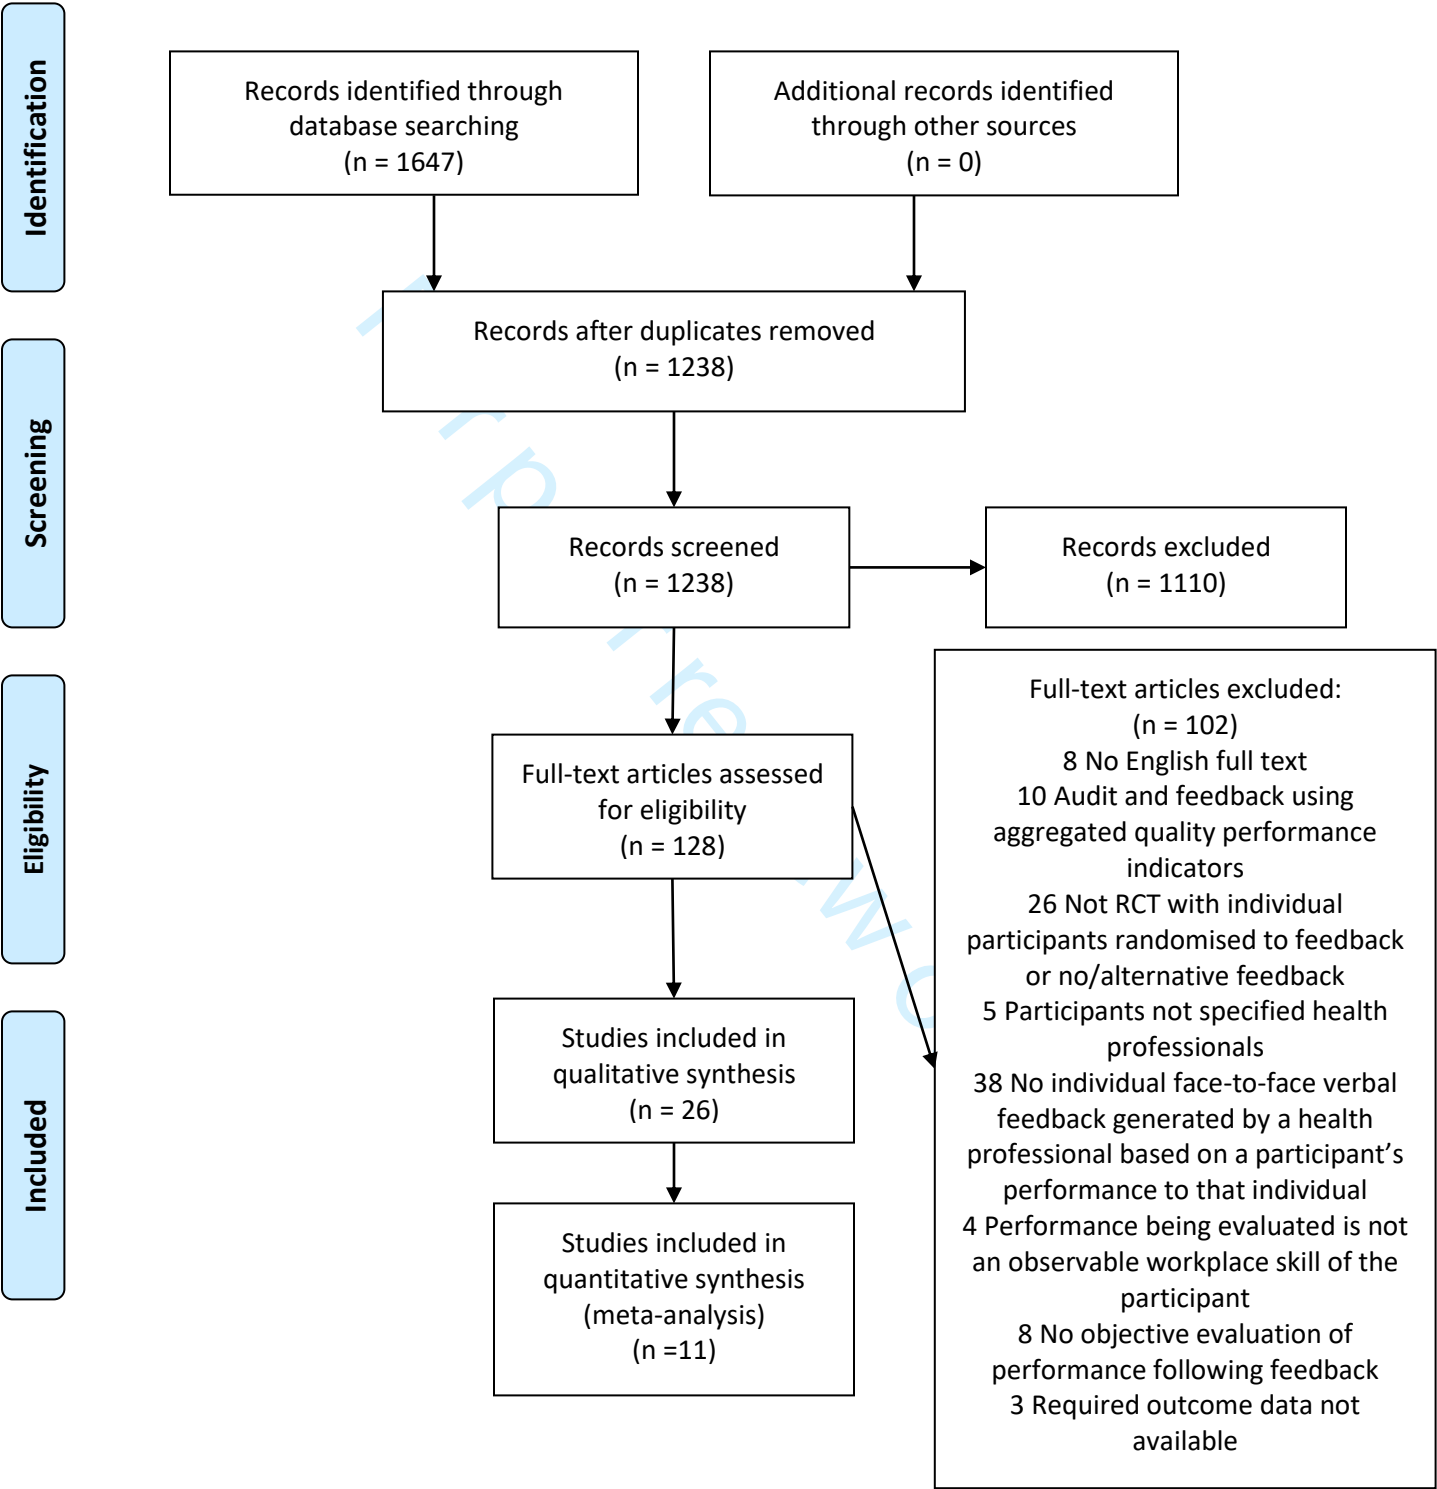 Identification
Records identified through
database searching
(n = 1647)
Additional records identified
through other sources
(n = 0)
Records after duplicates removed
(n = 1238)
Screening
Records screened
(n = 1238)
Records excluded
(n = 1110)
Eligibility
Full-text articles assessed
for eligibility
(n = 128)
Full-text articles excluded:
(n = 102)
8 No English full text
10 Audit and feedback using
aggregated quality performance
indicators
26 Not RCT with individual
participants randomised to feedback
or no/alternative feedback
5 Participants not specified health
professionals
38 No individual face-to-face verbal
feedback generated by a health
professional based on a participant’s
performance to that individual
4 Performance being evaluated is not
an observable workplace skill of the
participant
8 No objective evaluation of
performance following feedback
3 Required outcome data not
available
Included
Studies included in
qualitative synthesis
(n = 26)
Studies included in
quantitative synthesis
(meta-analysis)
(n =11)